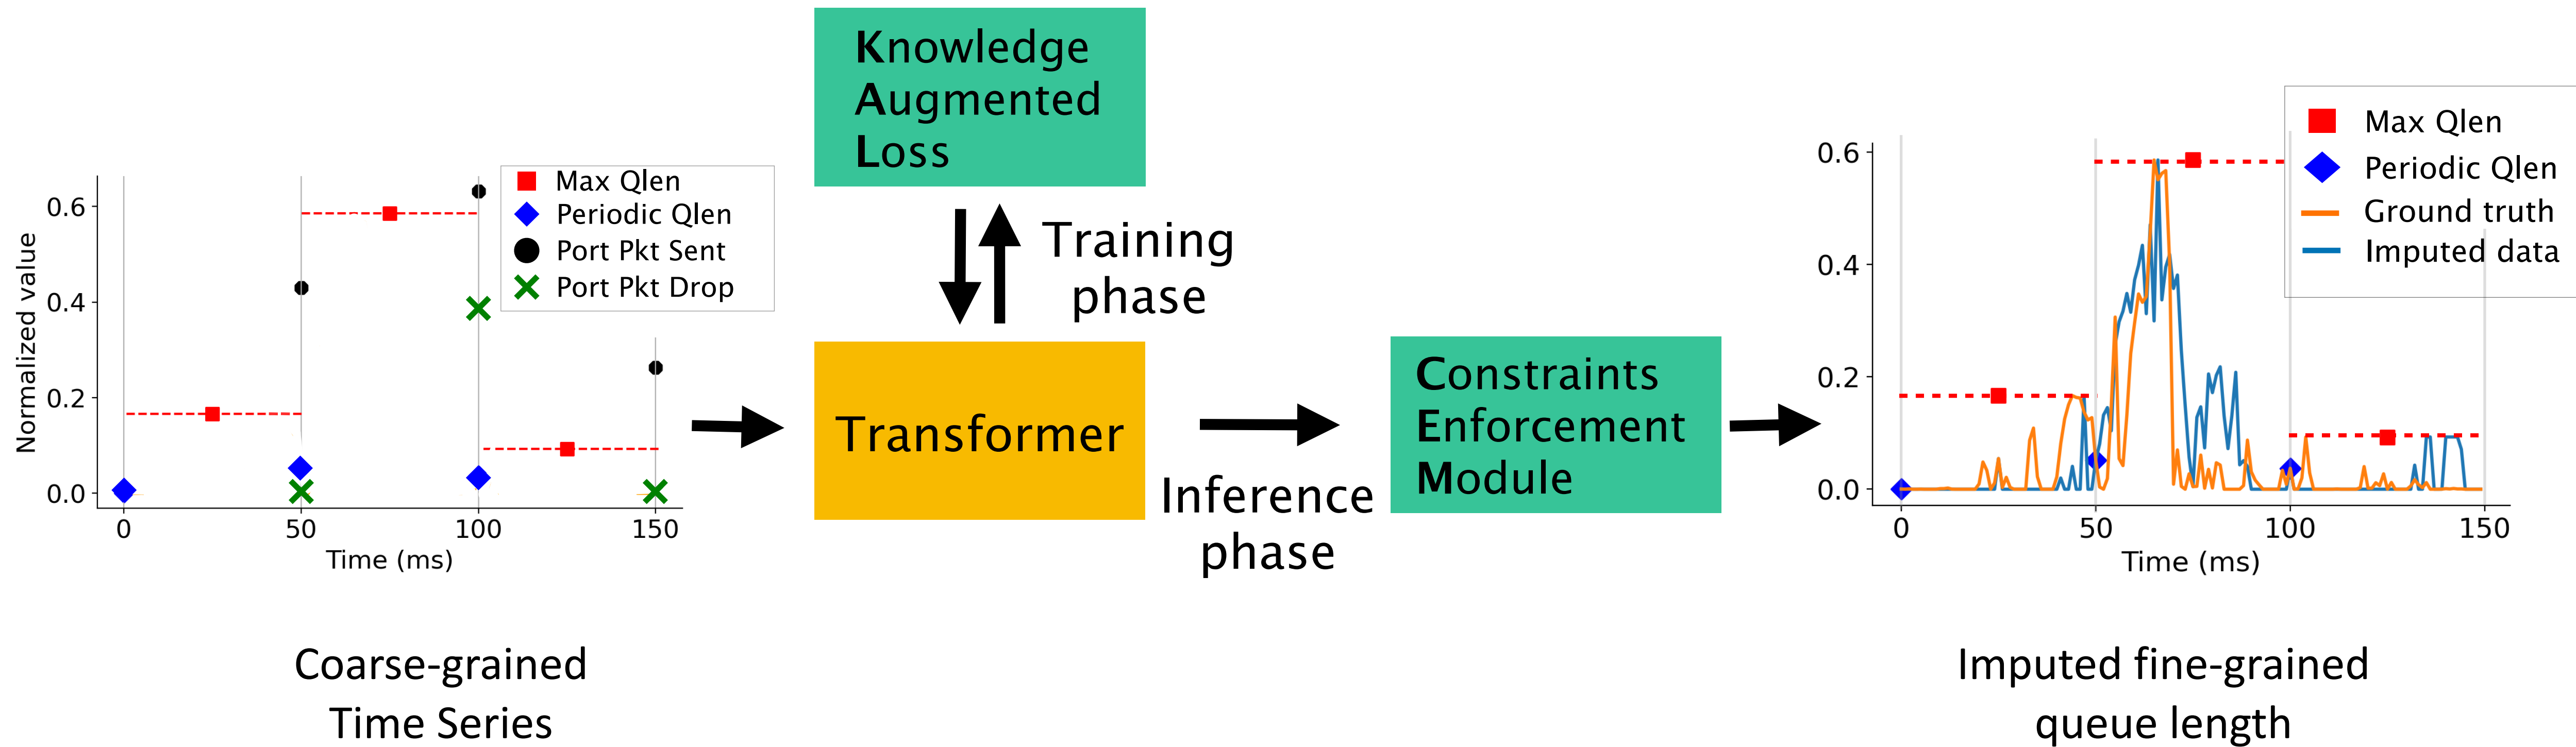 Knowledge
Augmented
Loss
Normalized value
0.6
0.4
0.2
0.0
0
50
100
150
Time (ms)
Max Qlen
Periodic Qlen
Port Pkt Sent
Port Pkt Drop
Training
phase
Transformer
Inference
phase
Constraints
Enforcement
Module
0.6
0.4
0.2
0.0
0
50
100
150
Time (ms)
Max Qlen
Periodic Qlen
Ground truth
Imputed data
Coarse-grained
Time Series
Imputed fine-grained
queue length